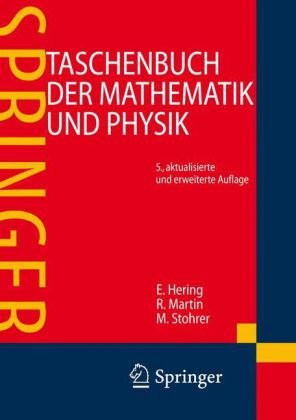 SPRINGER
TASCHENBUCH
DER MATHEMATIK
UND PHYSIK
5., aktualisierte
und erweiterte Auflage
E. Hering
R. Martin
M. Stohrer
Springer